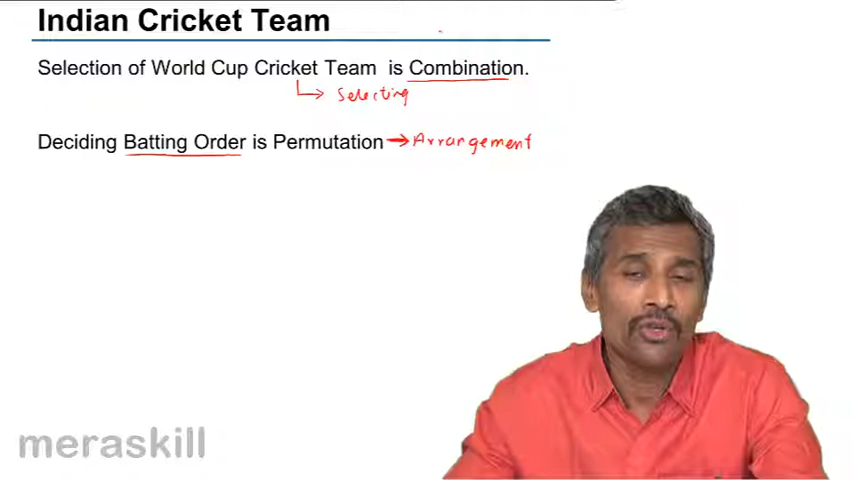 Indian Cricket Team
Selection of World Cup Cricket Team is Combination.
Selecting
Deciding Batting Order is Permutation → Arrangement
meraskill